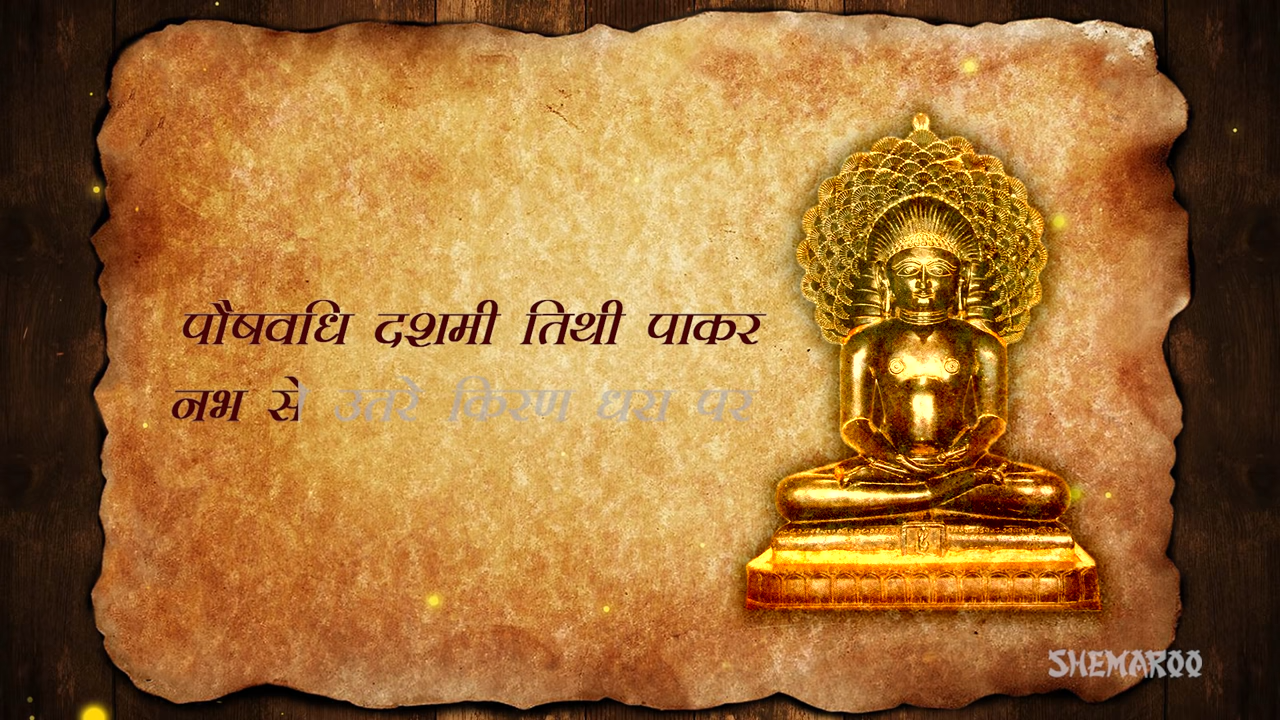 पौषवधि दशमी तिथी पाकर
नभ से उतरे किरण धरा पर
SHEMAROO